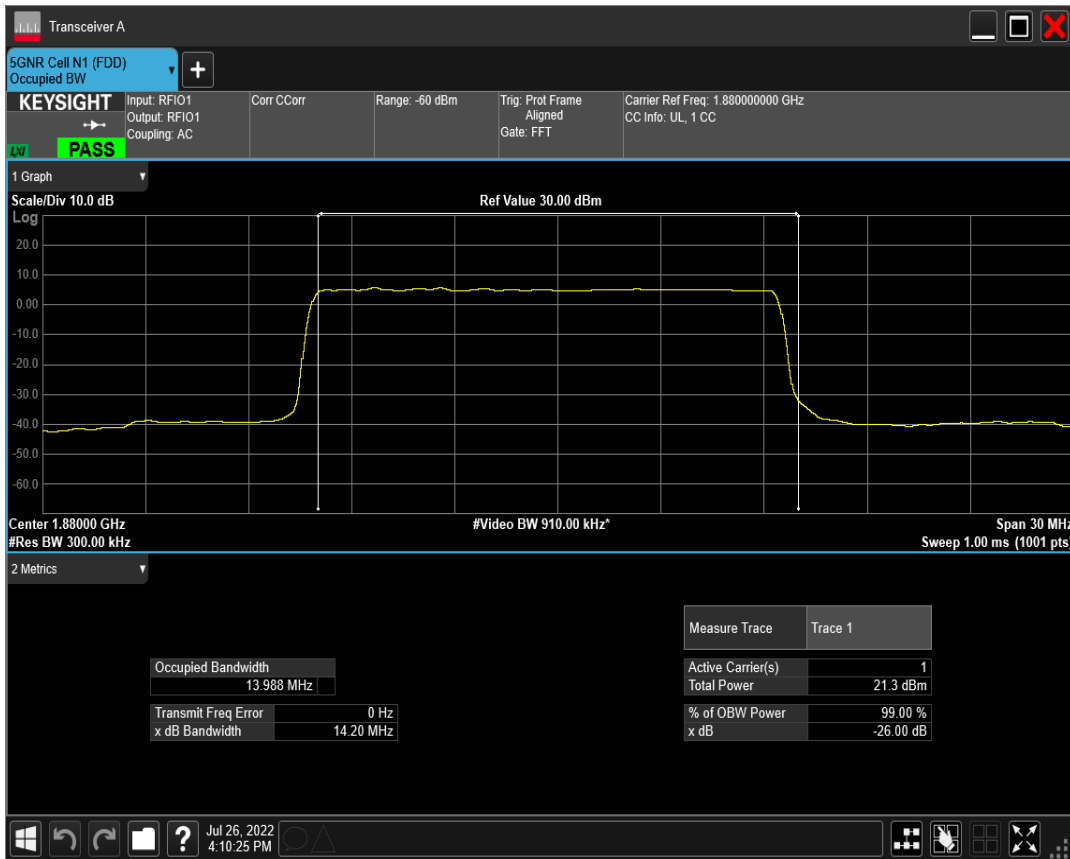 Transceiver A
5GNR Cell N1 (FDD)
Occupied BW
+
KEYSIGHT
LXI
PASS
Input: RFIO1
Output: RFIO1
Coupling: AC
Corr CCorr
Range: -60 dBm
Trig: Prot Frame
Aligned
Gate: FFT
Carrier Ref Freq: 1.880000000 GHz
CC Info: UL, 1 CC
1 Graph
Scale/Div 10.0 dB
Ref Value 30.00 dBm
Log
20.0
10.0
0.00
-10.0
-20.0
-30.0
-40.0
-50.0
-60.0
Center 1.88000 GHz
#Video BW 910.00 kHz*
Span 30 MHz
#Res BW 300.00 kHz
Sweep 1.00 ms (1001 pts)
2 Metrics
Measure Trace Trace 1
Occupied Bandwidth
13.988 MHz
Active Carrier(s) 1
Total Power 21.3 dBm
Transmit Freq Error 0 Hz
x dB Bandwidth 14.20 MHz
% of OBW Power 99.00 %
x dB -26.00 dB
?
Jul 26, 2022
4:10:25 PM